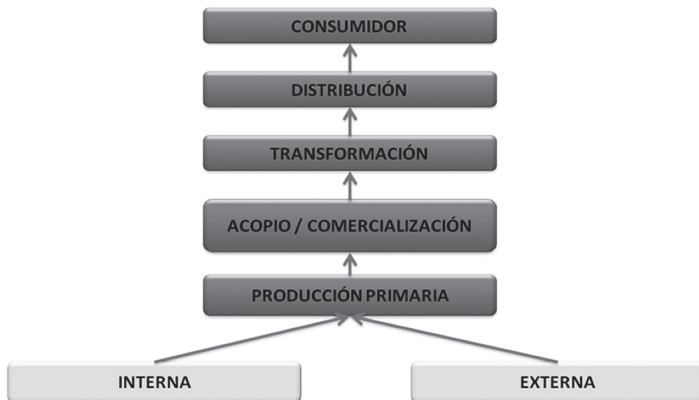 CONSUMIDOR
DISTRIBUCIÓN
TRANSFORMACIÓN
ACOPIO / COMERCIALIZACIÓN
PRODUCCIÓN PRIMARIA
INTERNA
EXTERNA